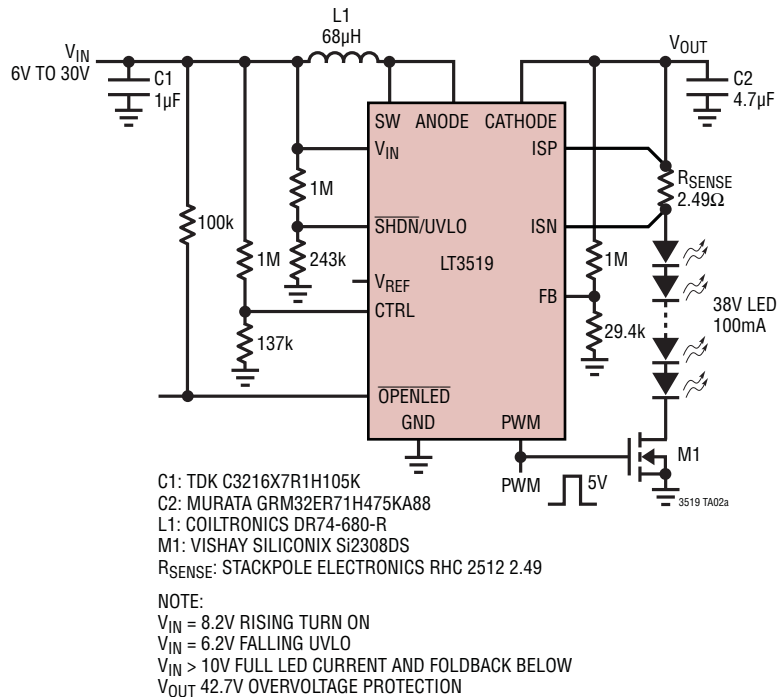 L1
68µH
VIN
6V TO 30V
C1
1µF
VOUT
C2
4.7µF
SW ANODE CATHODE
VIN
ISP
1M
RSENSE
2.49Ω
100k
SHDN/UVLO
ISN
1M
243k
LT3519
1M
VREF
FB
38V LED
100mA
CTRL
137k
29.4k
OPENLED
GND
PWM
M1
PWM
5V
3519 TA02a
C1: TDK C3216X7R1H105K
C2: MURATA GRM32ER71H475KA88
L1: COILTRONICS DR74-680-R
M1: VISHAY SILICONIX Si2308DS
RSENSE: STACKPOLE ELECTRONICS RHC 2512 2.49
NOTE:
VIN = 8.2V RISING TURN ON
VIN = 6.2V FALLING UVLO
VIN > 10V FULL LED CURRENT AND FOLDBACK BELOW
VOUT 42.7V OVERVOLTAGE PROTECTION